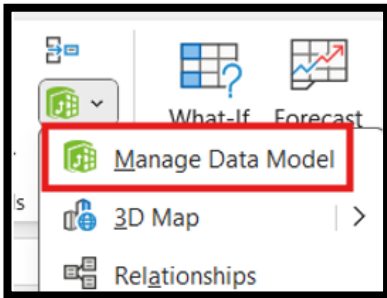 What-If Forecast
Manage Data Model
s
3D Map
Relationships